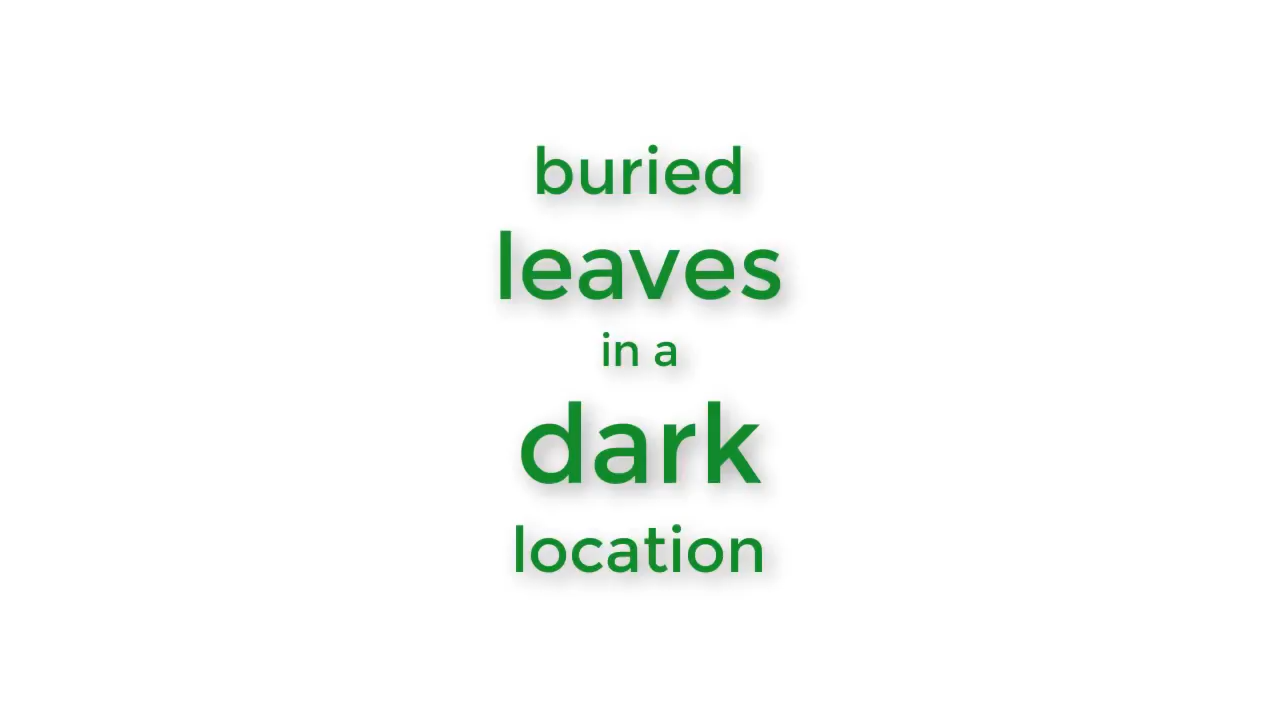 buried
leaves
in a
dark
location